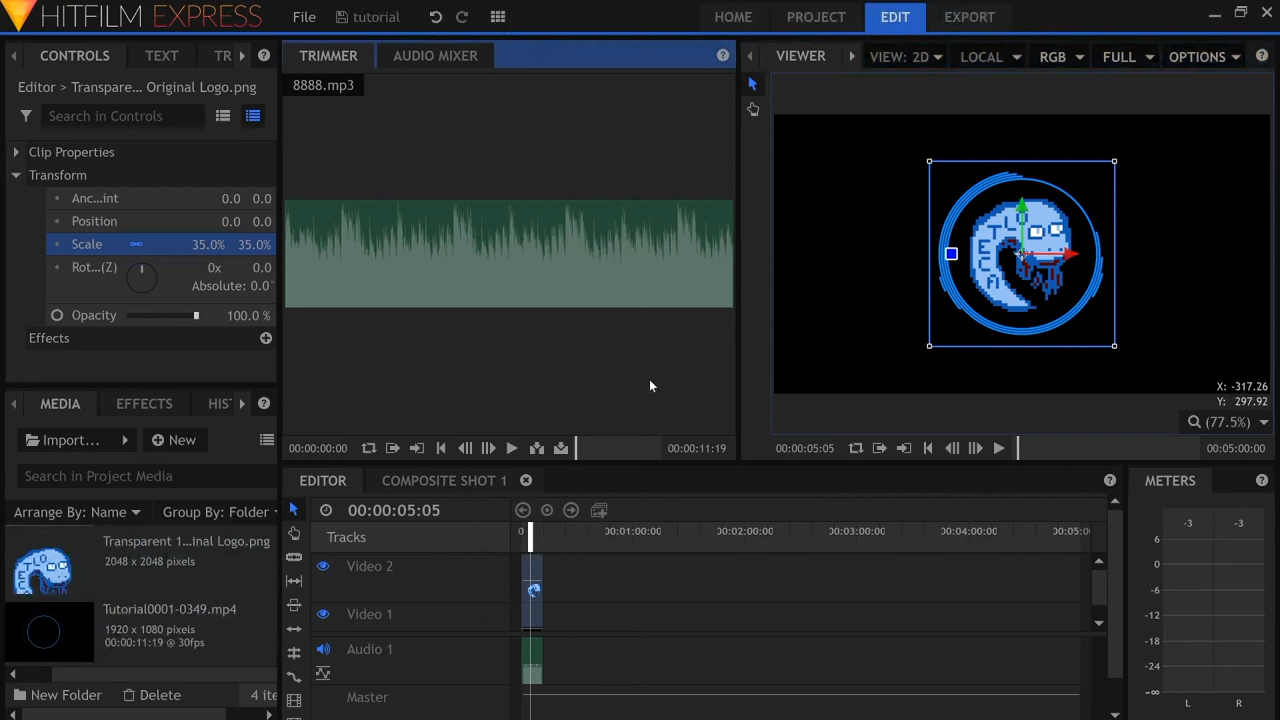 HITFILM EXPRESS File tutorial HOME PROJECT EDIT EXPORT
CONTROLS TEXT TR
Editor > Transpare... Original Logo.png
Search in Controls
Clip Properties
Transform
Anc...int 0.0 0.0
Position 0.0 0.0
Scale 35.0% 35.0%
Rot...(Z) 0x 0.0
Absolute: 0.0°
Opacity 100.0 %
Effects
TRIMMER AUDIO MIXER
8888.mp3
00:00:00:00 00:00:11:19
VIEWER VIEW: 2D LOCAL RGB FULL OPTIONS
X: -317.26
Y: 297.92
(77.5%)
00:00:05:05 00:05:00:00
MEDIA EFFECTS HIS
Import... New
Search in Project Media
Arrange By: Name Group By: Folder
Transparent 1...inal Logo.png
2048 x 2048 pixels
Tutorial0001-0349.mp4
1920 x 1080 pixels
00:00:11:19 @ 30fps
New Folder Delete 4 ite
EDITOR COMPOSITE SHOT 1
00:00:05:05
Tracks 0 00:01:00:00 00:02:00:00 00:03:00:00 00:04:00:00 00:05:0
Video 2
Video 1
Audio 1
Master
METERS
-3 -3
6
0
-6
-12
-18
-24
-∞
L R